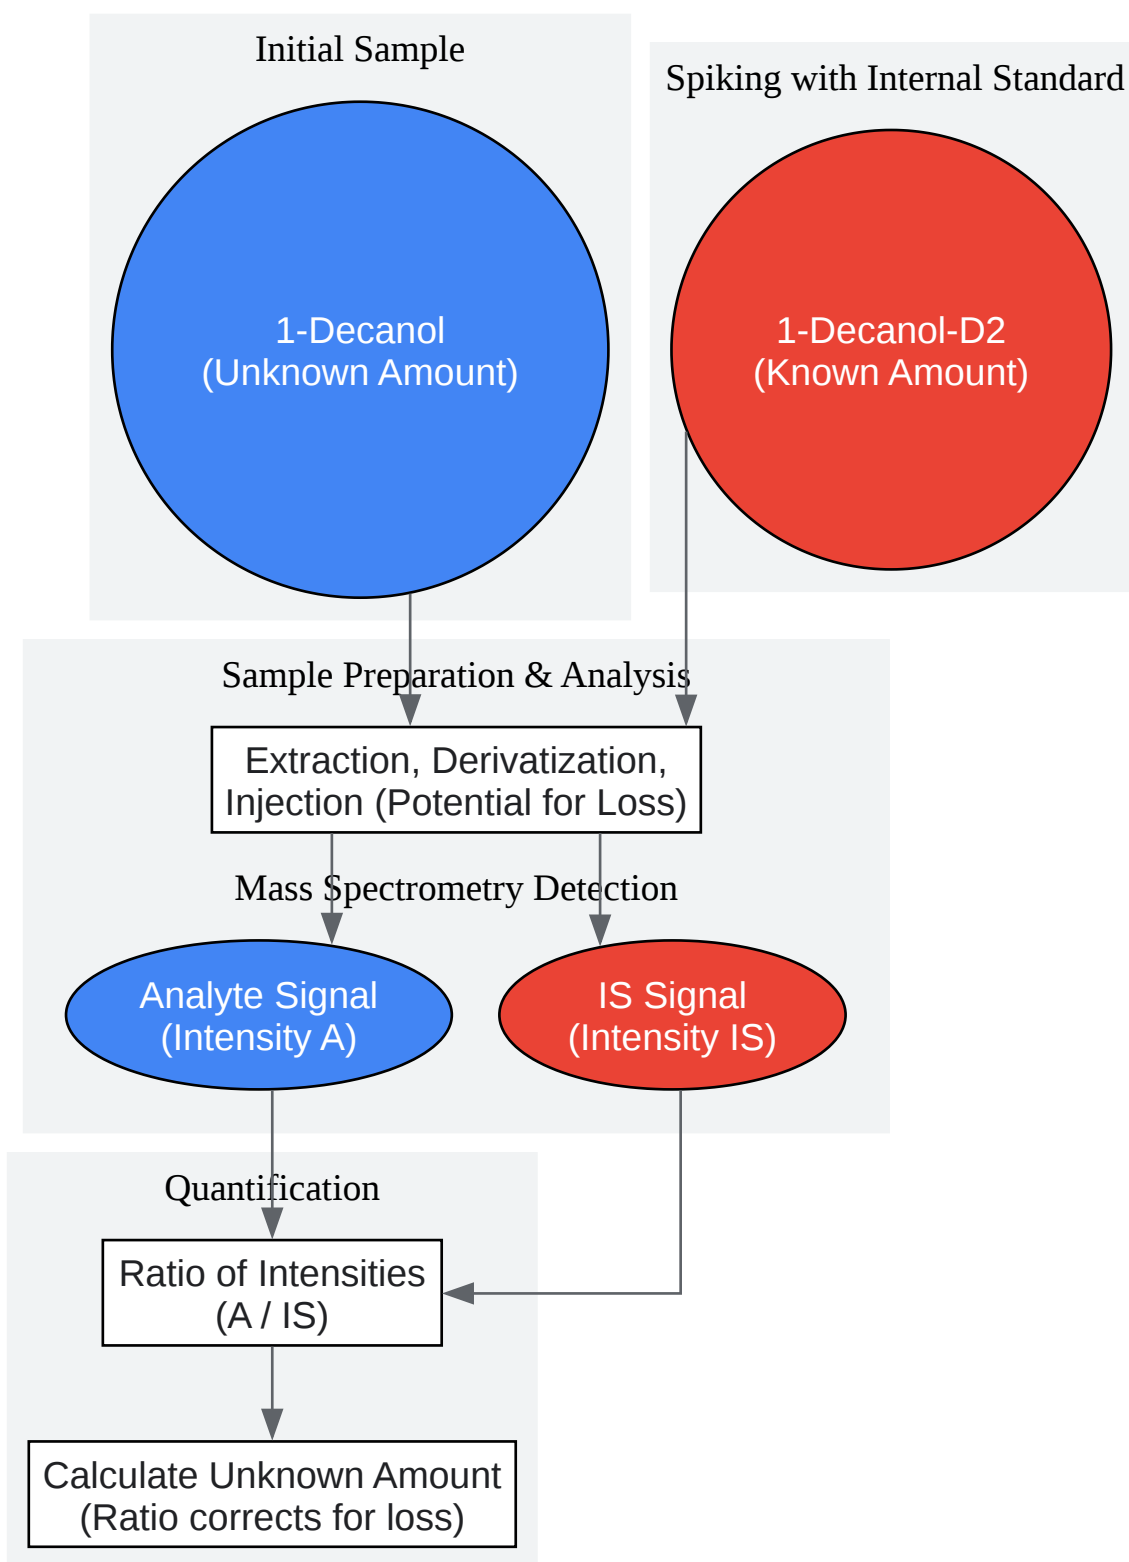 Initial Sample
Spiking with Internal Standard
1-Decanol
(Unknown Amount)
1-Decanol-D2
(Known Amount)
Sample Preparation & Analysis
Extraction, Derivatization,
Injection (Potential for Loss)
Mass Spectrometry Detection
Analyte Signal
(Intensity A)
IS Signal
(Intensity IS)
Quantification
Ratio of Intensities
(A / IS)
Calculate Unknown Amount
(Ratio corrects for loss)